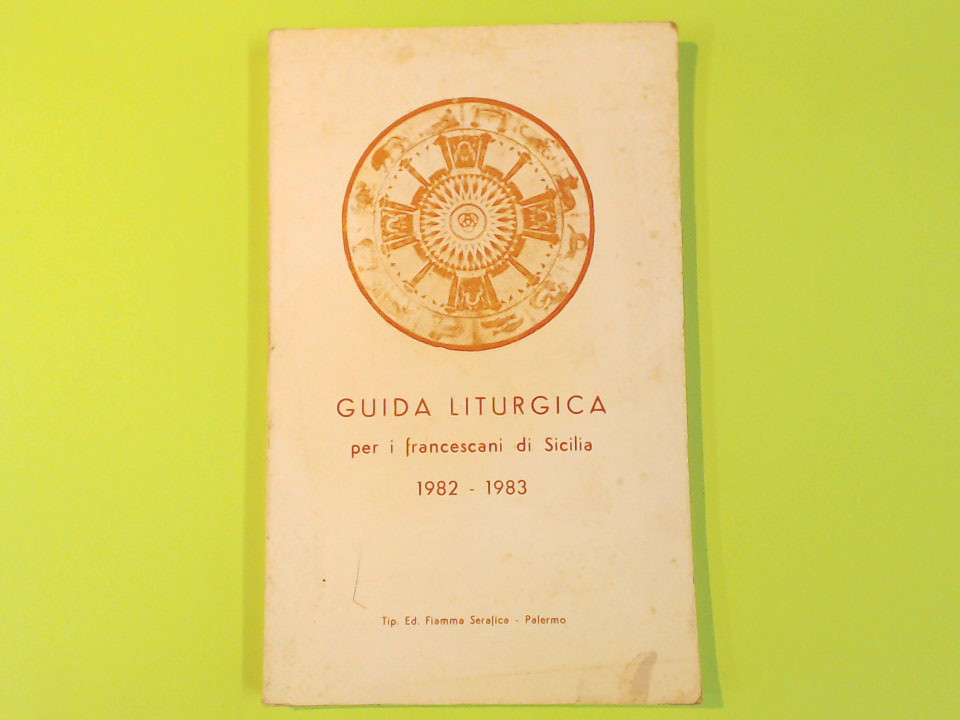 GUIDA LITURGICA
per i francescani di Sicilia
1982 - 1983
Tip. Ed. Fiamma Serafica - Palermo